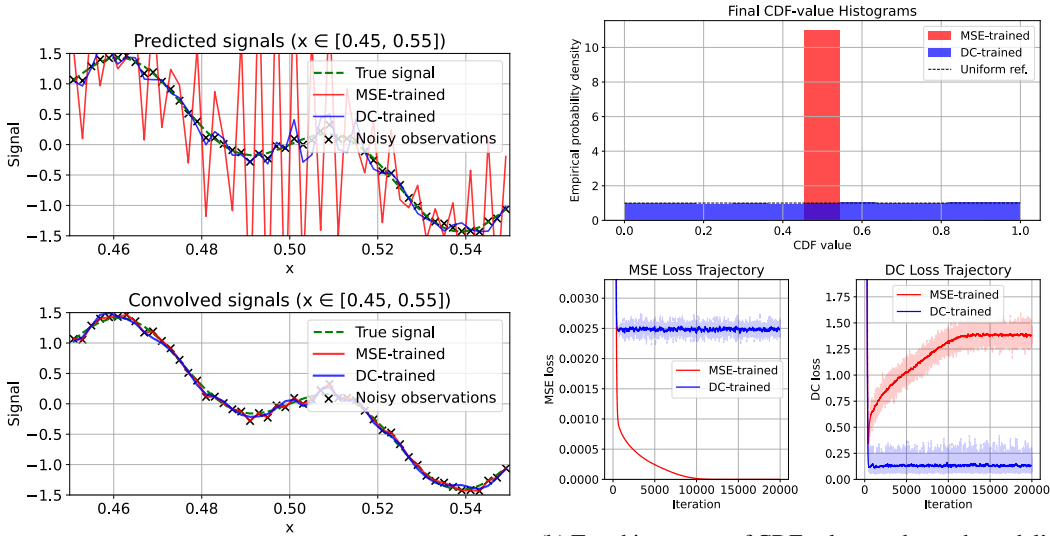 Predicted signals (x ∈ [0.45, 0.55])
1.5
1.0
0.5
0.0
−0.5
−1.0
−1.5
Signal
True signal
MSE-trained
DC-trained
Noisy observations
0.46
0.48
0.50
0.52
0.54
x
Convolved signals (x ∈ [0.45, 0.55])
1.5
1.0
0.5
0.0
−0.5
−1.0
−1.5
Signal
True signal
MSE-trained
DC-trained
Noisy observations
0.46
0.48
0.50
0.52
0.54
x
Final CDF-value Histograms
10
8
6
4
2
0
Empirical probability density
MSE-trained
DC-trained
Uniform ref.
0.0
0.2
0.4
0.6
0.8
1.0
CDF value
MSE Loss Trajectory
0.0030
0.0025
0.0020
0.0015
0.0010
0.0005
0.0000
MSE loss
MSE-trained
DC-trained
0
5000
10000
15000
20000
Iteration
DC Loss Trajectory
1.75
1.50
1.25
1.00
0.75
0.50
0.25
0.00
DC loss
MSE-trained
DC-trained
0
5000
10000
15000
20000
Iteration